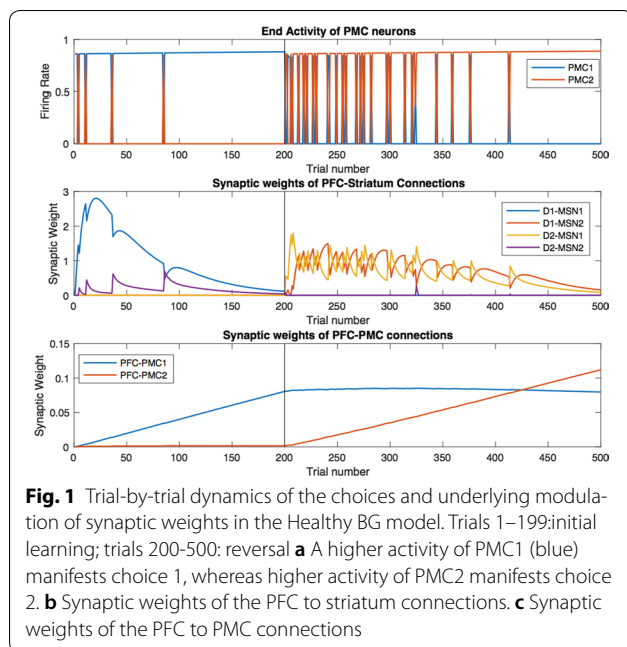 End Activity of PMC neurons
Firing Rate
1
0.5
0
PMC1
PMC2
0 50 100 150 200 250 300 350 400 450 500
Trial number
Synaptic weights of PFC-Striatum Connections
Synaptic Weight
3
2
1
0
D1-MSN1
D1-MSN2
D2-MSN1
D2-MSN2
0 50 100 150 200 250 300 350 400 450 500
Trial number
Synaptic weights of PFC-PMC connections
Synaptic Weight
0.15
0.1
0.05
0
PFC-PMC1
PFC-PMC2
0 50 100 150 200 250 300 350 400 450 500
Trial number
Fig. 1 Trial-by-trial dynamics of the choices and underlying modula-
tion of synaptic weights in the Healthy BG model. Trials 1–199:initial
learning; trials 200-500: reversal a A higher activity of PMC1 (blue)
manifests choice 1, whereas higher activity of PMC2 manifests choice
2. b Synaptic weights of the PFC to striatum connections. c Synaptic
weights of the PFC to PMC connections